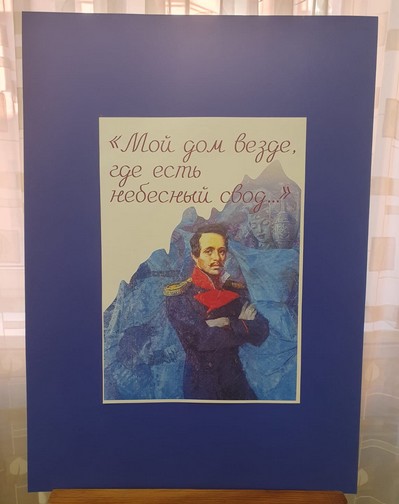 «Мой дом везде,
где есть
небесный свод...»